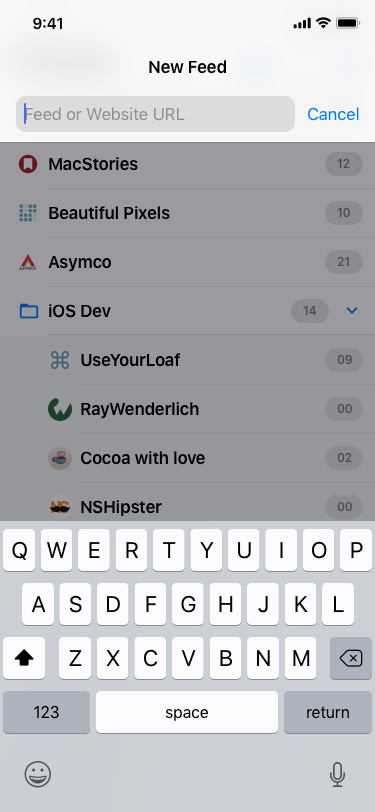 9:41
New Feed
Feed or Website URL
Cancel
MacStories 12
Beautiful Pixels 10
Asymco 21
iOS Dev 14
UseYourLoaf 09
RayWenderlich 00
Cocoa with love 02
NSHipster 00
Q W E R T Y U I O P
A S D F G H J K L
Z X C V B N M
123 space return